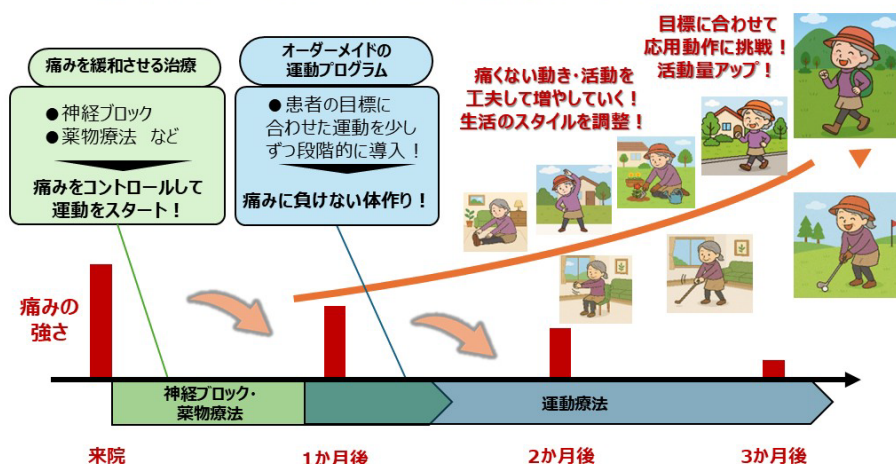 痛みを緩和させる治療
●神経ブロック
●薬物療法 など
痛みをコントロールして
運動をスタート！
オーダーメイドの
運動プログラム
●患者の目標に
合わせた運動を少し
ずつ段階的に導入！
痛みに負けない体作り！
痛くない動き・活動を
工夫して増やしていく！
生活のスタイルを調整！
目標に合わせて
応用動作に挑戦！
活動量アップ！
痛みの
強さ
神経ブロック・
薬物療法
運動療法
来院
1か月後
2か月後
3か月後